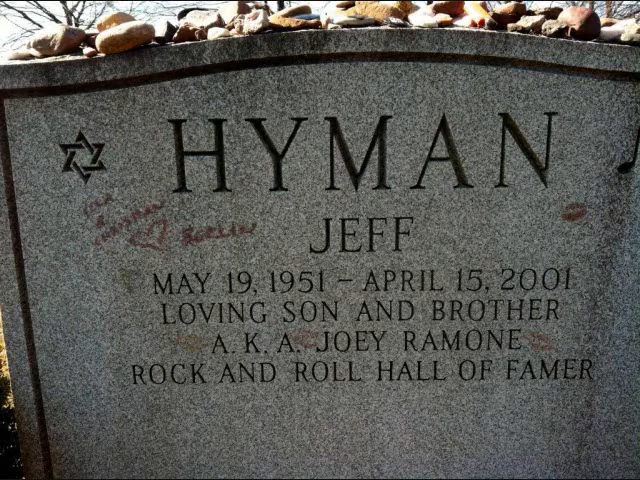 HYMAN
JEFF
MAY 19, 1951 – APRIL 15, 2001
LOVING SON AND BROTHER
A.K.A. JOEY RAMONE
ROCK AND ROLL HALL OF FAMER